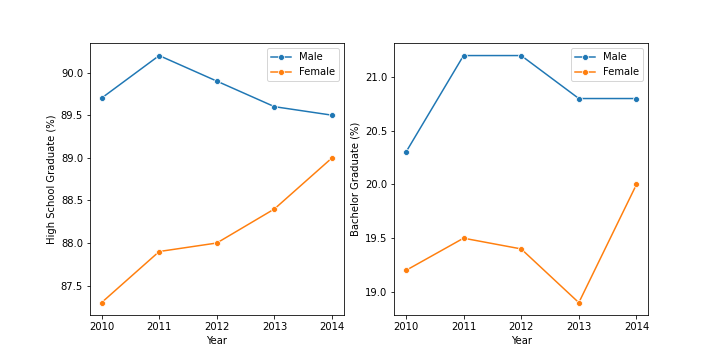 High School Graduate (%)
90.0
89.5
89.0
88.5
88.0
87.5
2010 2011 2012 2013 2014
Year
Male
Female
Bachelor Graduate (%)
21.0
20.5
20.0
19.5
19.0
2010 2011 2012 2013 2014
Year
Male
Female